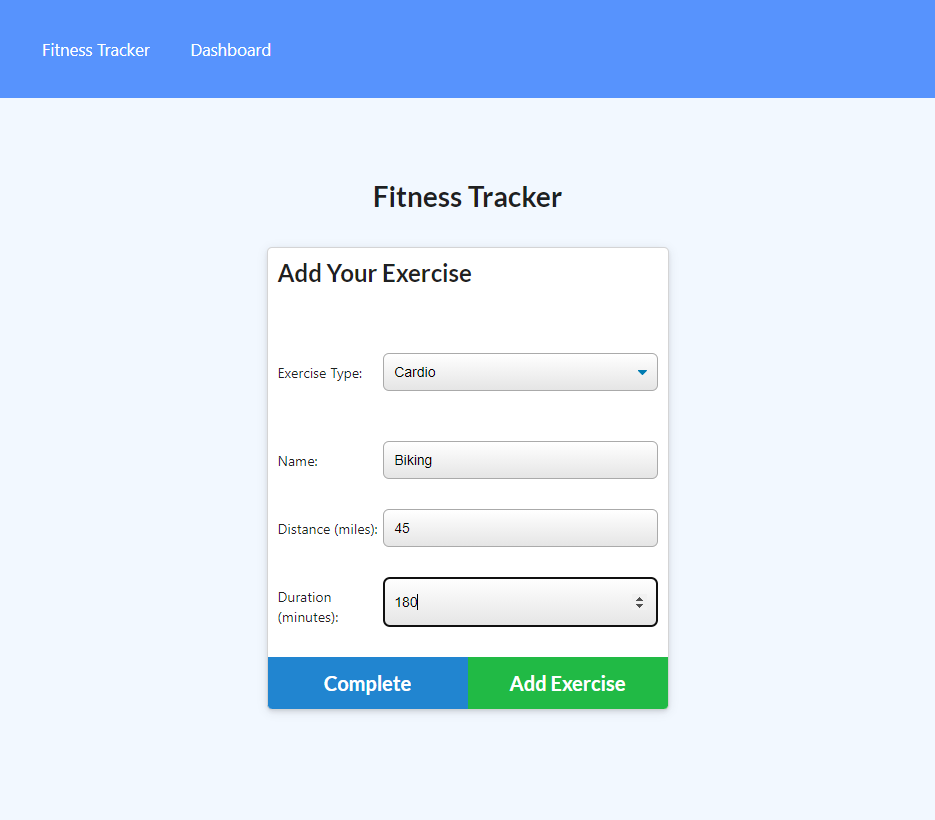 Fitness Tracker Dashboard
Fitness Tracker
Add Your Exercise
Exercise Type: Cardio
Name: Biking
Distance (miles): 45
Duration
(minutes): 180
Complete Add Exercise